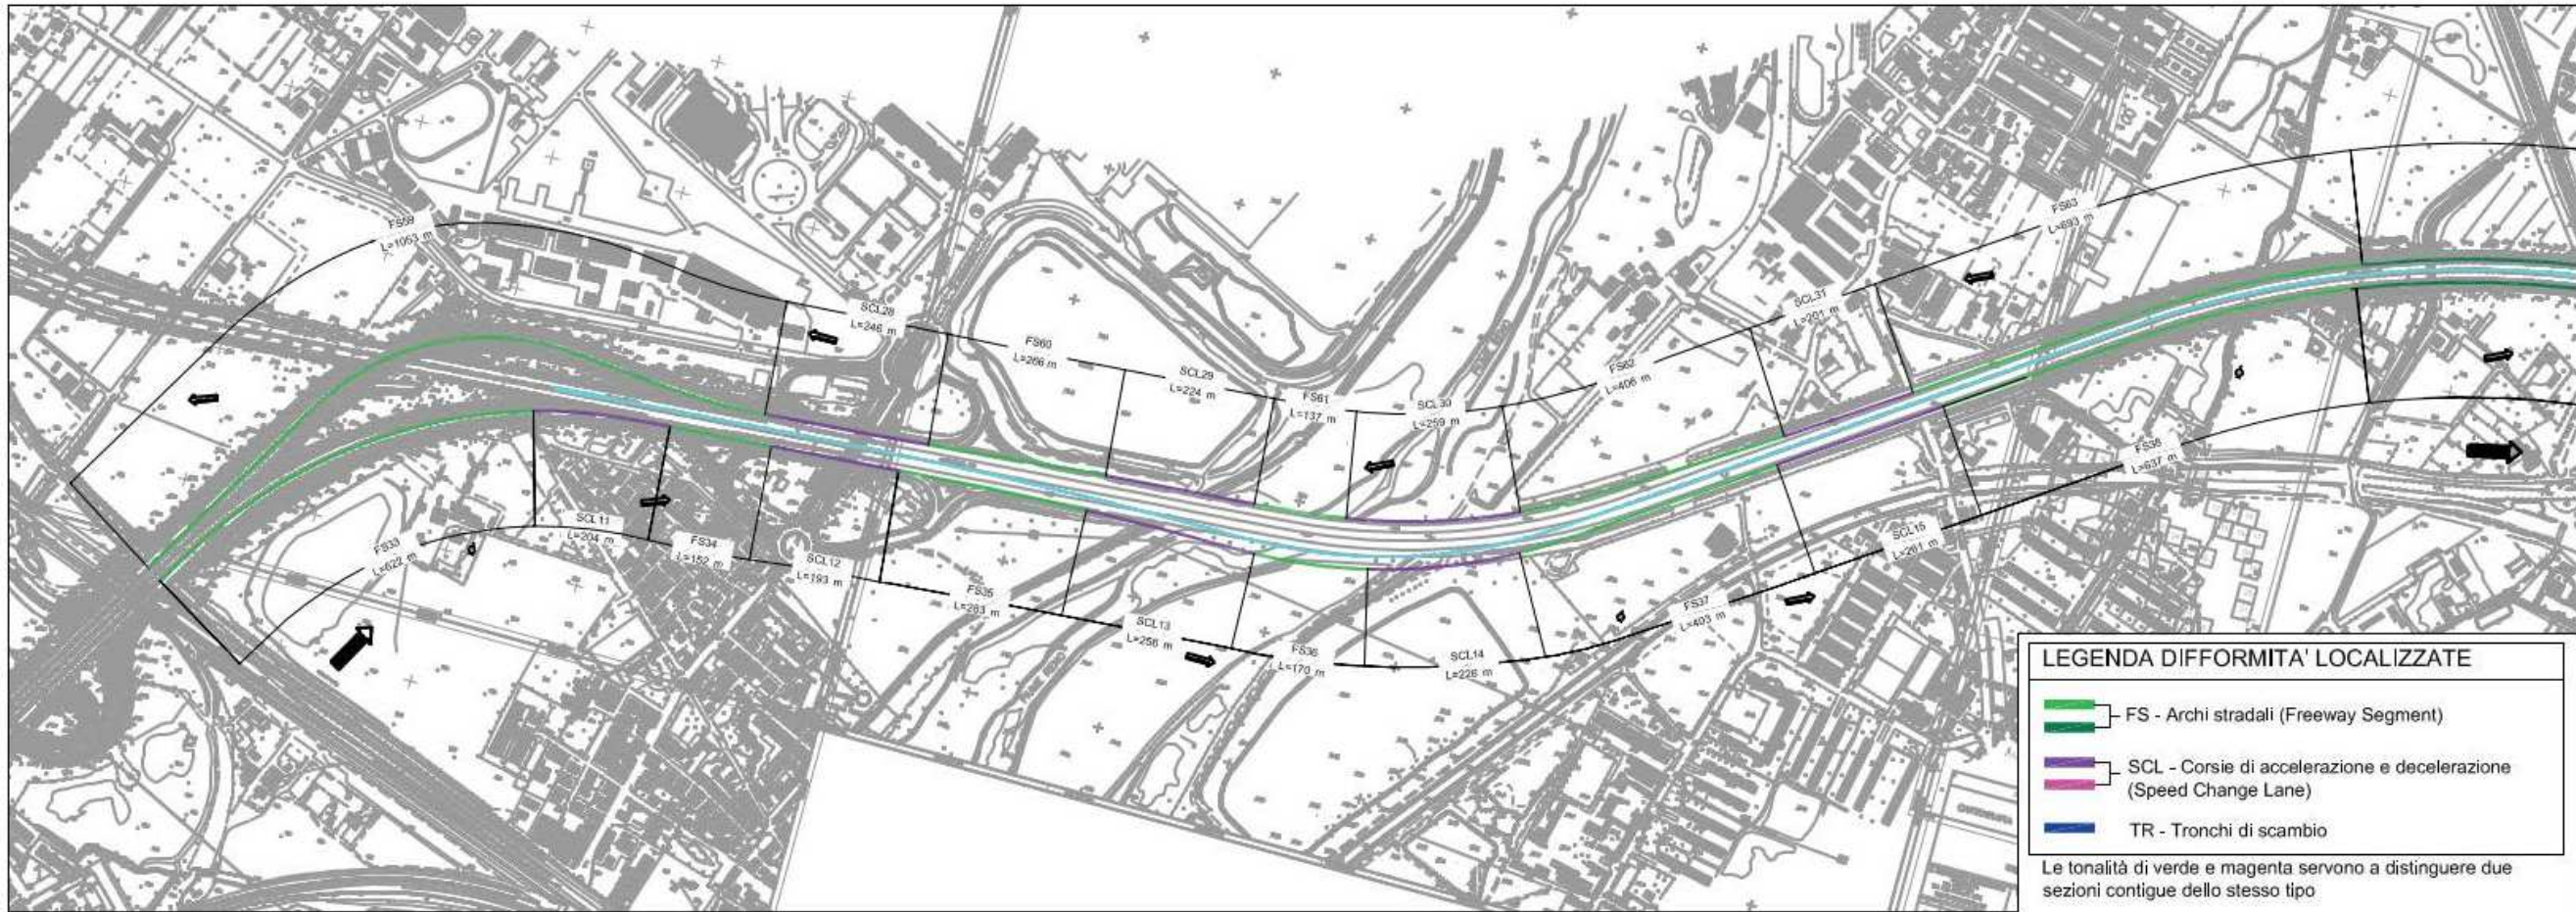 FS59
L=1053 m
SCL28
L=246 m
FS60
L=266 m
SCL29
L=224 m
FS61
L=137 m
SCL30
L=259 m
FS62
L=406 m
SCL31
L=201 m
FS63
L=693 m
FS33
L=622 m
SCL11
L=204 m
FS34
L=152 m
SCL12
L=193 m
FS35
L=283 m
SCL13
L=256 m
FS36
L=170 m
SCL14
L=226 m
FS37
L=403 m
SCL15
L=261 m
FS38
L=637 m
LEGENDA DIFFORMITA' LOCALIZZATE
FS - Archi stradali (Freeway Segment)
SCL - Corsie di accelerazione e decelerazione
(Speed Change Lane)
TR - Tronchi di scambio
Le tonalità di verde e magenta servono a distinguere due
sezioni contigue dello stesso tipo